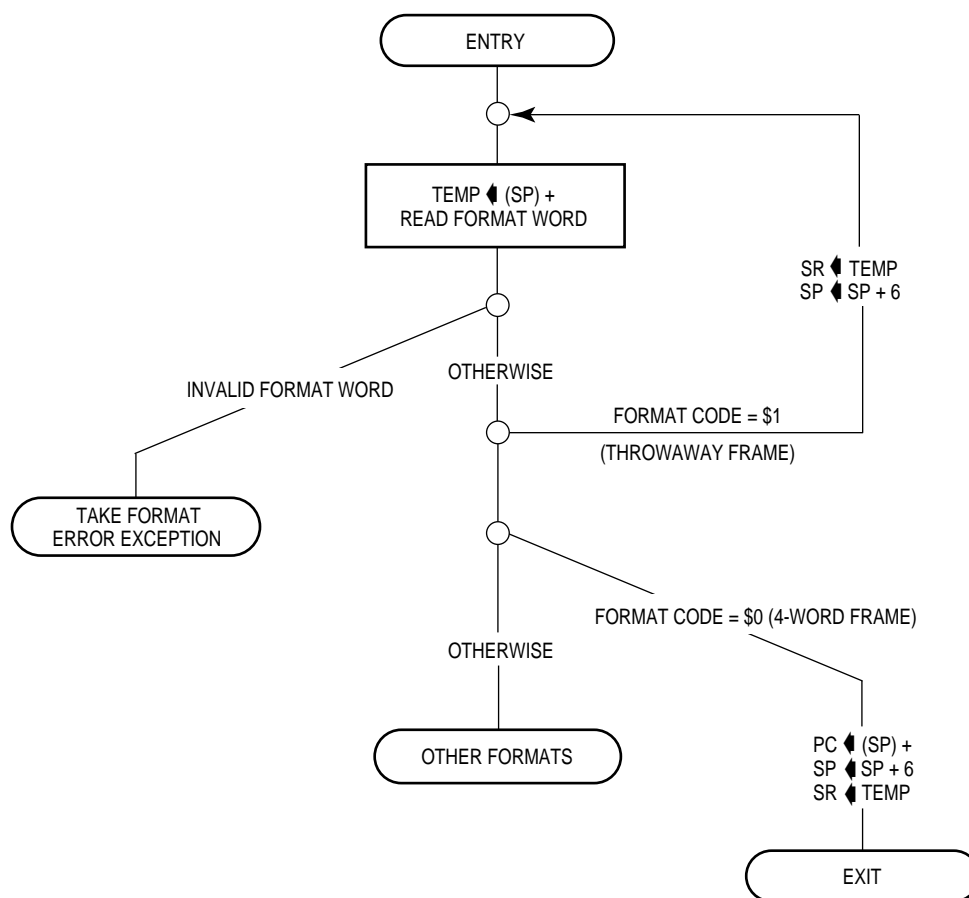 ENTRY
TEMP ◀ (SP) +
READ FORMAT WORD
SR ◀ TEMP
SP ◀ SP + 6
INVALID FORMAT WORD
OTHERWISE
FORMAT CODE = $1
(THROWAWAY FRAME)
TAKE FORMAT
ERROR EXCEPTION
FORMAT CODE = $0 (4-WORD FRAME)
OTHERWISE
OTHER FORMATS
PC ◀ (SP) +
SP ◀ SP + 6
SR ◀ TEMP
EXIT